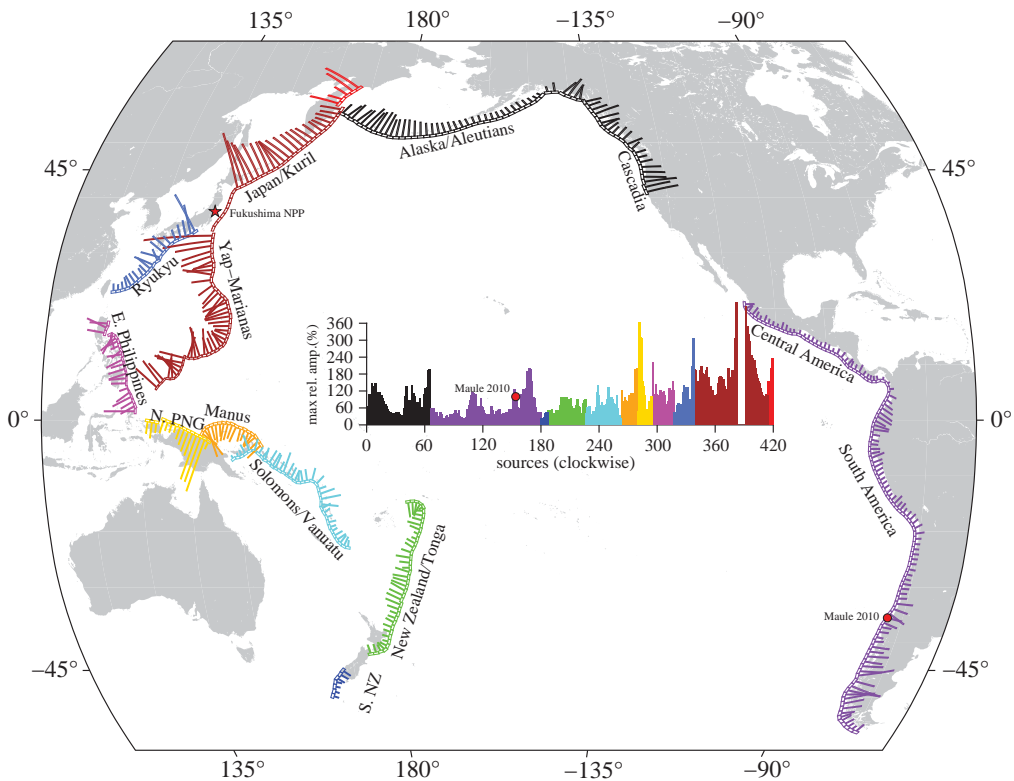 135°
180°
−135°
−90°
45°
45°
Alaska/Aleutians
Cascadia
Japan/Kuril
Fukushima NPP
Ryukyu
Yap–Marianas
E. Philippines
360
300
240
180
120
60
0
max rel. amp.(%)
Maule 2010
0
60
120
180
240
300
360
420
sources (clockwise)
Central America
0°
0°
N. PNG
Manus
Solomons/Vanuatu
South America
New Zealand/Tonga
Maule 2010
S. NZ
−45°
−45°
135°
180°
−135°
−90°